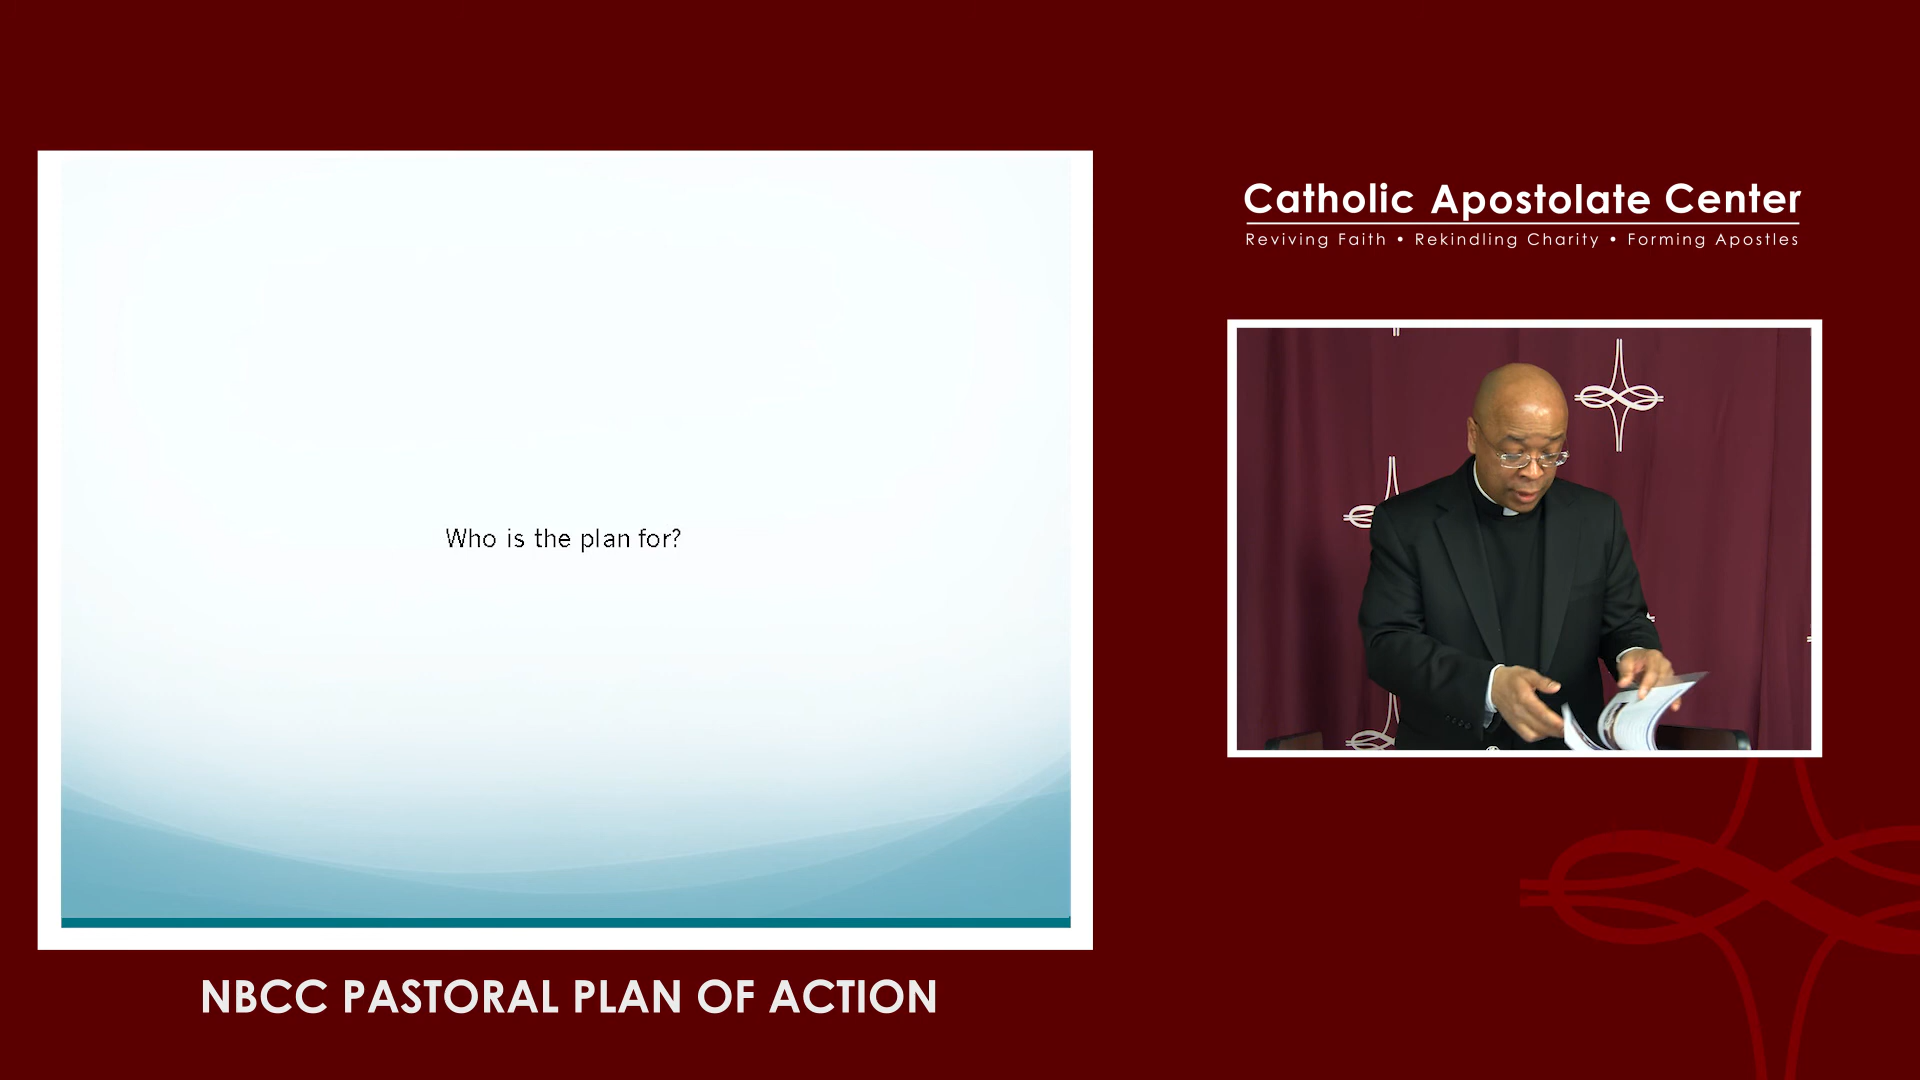 Who is the plan for?
NBCC PASTORAL PLAN OF ACTION
Catholic Apostolate Center
Reviving Faith • Rekindling Charity • Forming Apostles